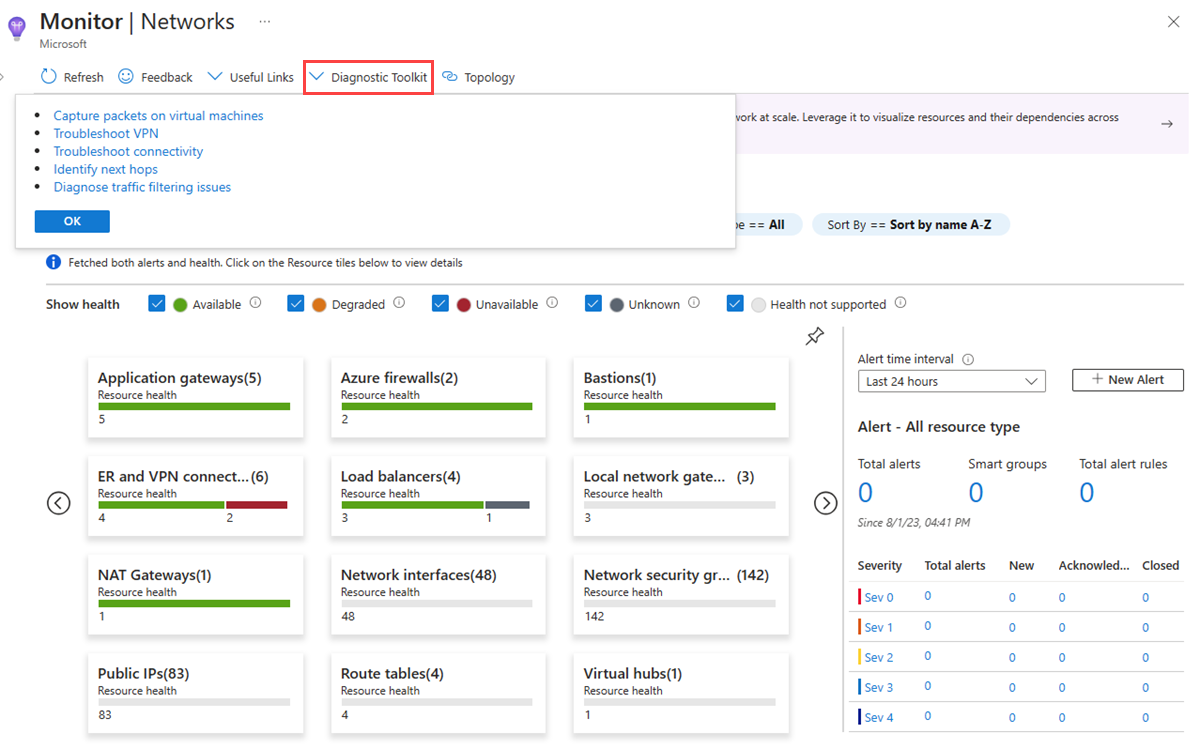 Monitor | Networks ...
Microsoft
Refresh Feedback Useful Links Diagnostic Toolkit Topology
Capture packets on virtual machines
Troubleshoot VPN
Troubleshoot connectivity
Identify next hops
Diagnose traffic filtering issues
OK
work at scale. Leverage it to visualize resources and their dependencies across
pe == All Sort By == Sort by name A-Z
Fetched both alerts and health. Click on the Resource tiles below to view details
Show health Available Degraded Unavailable Unknown Health not supported
Application gateways(5) Azure firewalls(2) Bastions(1)
Resource health Resource health Resource health
5 2 1
ER and VPN connect...(6) Load balancers(4) Local network gate... (3)
Resource health Resource health Resource health
4 2 3 1 3
NAT Gateways(1) Network interfaces(48) Network security gr... (142)
Resource health Resource health Resource health
1 48 142
Public IPs(83) Route tables(4) Virtual hubs(1)
Resource health Resource health Resource health
83 4 1
Alert time interval
Last 24 hours + New Alert
Alert - All resource type
Total alerts Smart groups Total alert rules
0 0 0
Since 8/1/23, 04:41 PM
Severity Total alerts New Acknowled... Closed
Sev 0 0 0 0 0
Sev 1 0 0 0 0
Sev 2 0 0 0 0
Sev 3 0 0 0 0
Sev 4 0 0 0 0